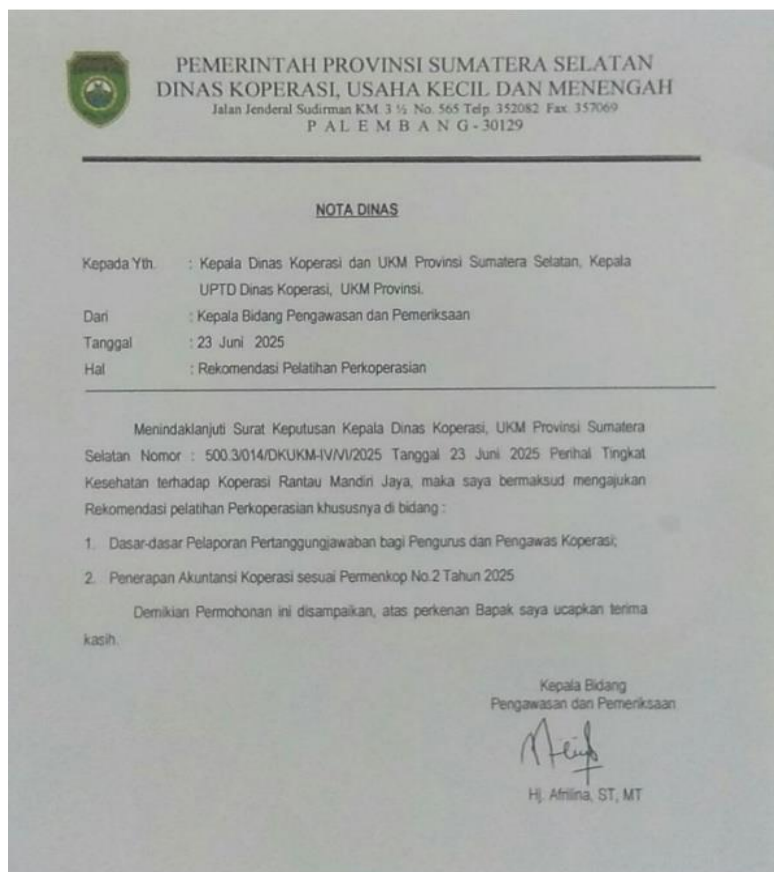 PEMERINTAH PROVINSI SUMATERA SELATAN
DINAS KOPERASI, USAHA KECIL DAN MENENGAH
Jalan Jenderal Sudirman KM. 3 ½ No. 565 Telp. 352082 Fax. 357069
P A L E M B A N G - 30129
NOTA DINAS
Kepada Yth. : Kepala Dinas Koperasi dan UKM Provinsi Sumatera Selatan, Kepala
UPTD Dinas Koperasi, UKM Provinsi.
Dari : Kepala Bidang Pengawasan dan Pemeriksaan
Tanggal : 23 Juni 2025
Hal : Rekomendasi Pelatihan Perkoperasian
Menindaklanjuti Surat Keputusan Kepala Dinas Koperasi, UKM Provinsi Sumatera
Selatan Nomor : 500.3/014/DKUKM-IV/VI/2025 Tanggal 23 Juni 2025 Perihal Tingkat
Kesehatan terhadap Koperasi Rantau Mandiri Jaya, maka saya bermaksud mengajukan
Rekomendasi pelatihan Perkoperasian khususnya di bidang :
1. Dasar-dasar Pelaporan Pertanggungjawaban bagi Pengurus dan Pengawas Koperasi;
2. Penerapan Akuntansi Koperasi sesuai Permenkop No.2 Tahun 2025
Demikian Permohonan ini disampaikan, atas perkenan Bapak saya ucapkan terima
kasih.
Kepala Bidang
Pengawasan dan Pemeriksaan
Hj. Afrilina, ST, MT